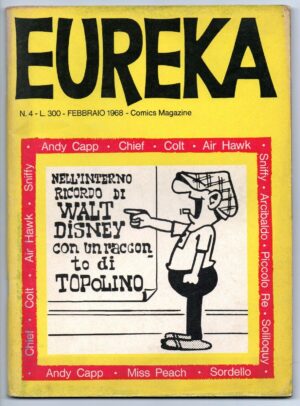 EUREKA
N. 4 - L. 300 - FEBBRAIO 1968 - Comics Magazine
Andy Capp • Chief • Colt • Air Hawk
Sniffy • Arcibaldo • Piccolo Re • Soliloquy
Chief • Colt • Air Hawk • Sniffy
NELL'INTERNO
RICORDO DI
WALT
DISNEY
con un raccon-
to di
TOPOLINO
Andy Capp • Miss Peach • Sordello